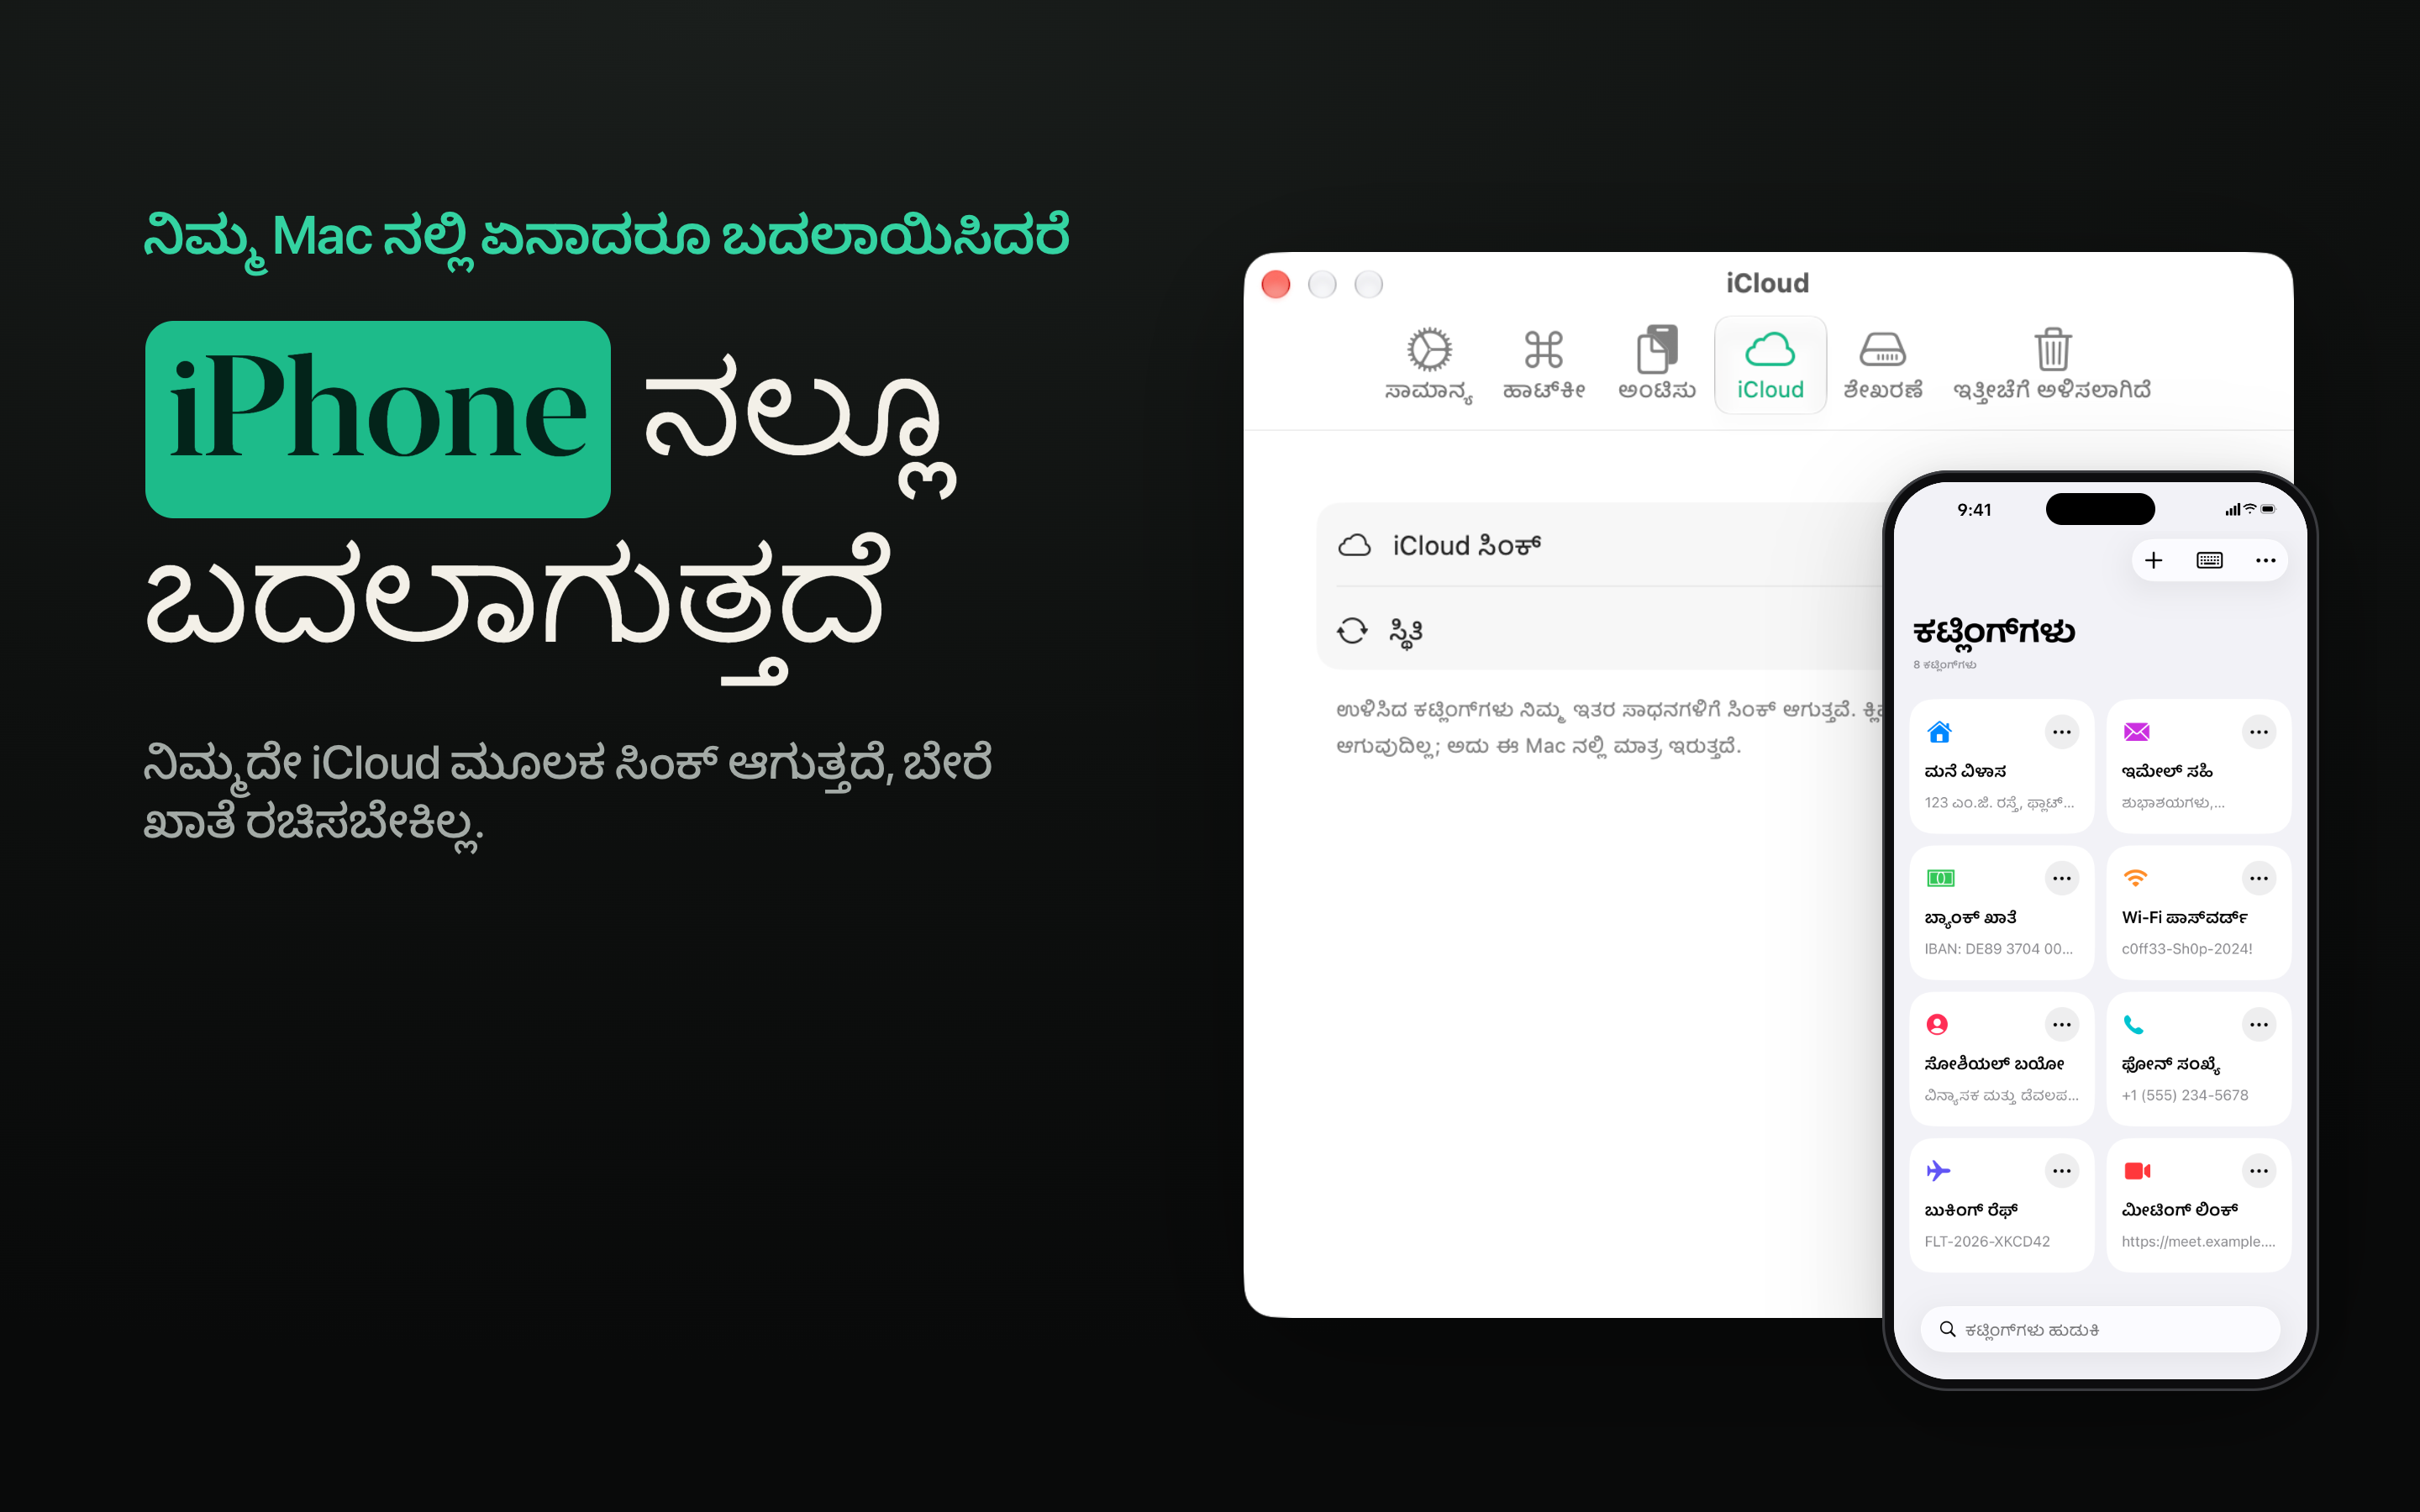 ನಿಮ್ಮ Mac ನಲ್ಲಿ ಏನಾದರೂ ಬದಲಾಯಿಸಿದರೆ
iPhone ನಲ್ಲೂ
ಬದಲಾಗುತ್ತದೆ
ನಿಮ್ಮದೇ iCloud ಮೂಲಕ ಸಿಂಕ್ ಆಗುತ್ತದೆ, ಬೇರೆ
ಖಾತೆ ರಚಿಸಬೇಕಿಲ್ಲ.
iCloud
ಸಾಮಾನ್ಯ ಹಾಟ್‌ಕೀ ಅಂಟಿಸು iCloud ಶೇಖರಣೆ ಇತ್ತೀಚೆಗೆ ಅಳಿಸಲಾಗಿದೆ
iCloud ಸಿಂಕ್
ಸ್ಥಿತಿ
ಉಳಿಸಿದ ಕಟ್ಲಿಂಗ್‌ಗಳು ನಿಮ್ಮ ಇತರ ಸಾಧನಗಳಿಗೆ ಸಿಂಕ್ ಆಗುತ್ತವೆ.
ಆಗುವುದಿಲ್ಲ; ಅದು ಈ Mac ನಲ್ಲಿ ಮಾತ್ರ ಇರುತ್ತದೆ.
9:41
ಕಟ್ಲಿಂಗ್‌ಗಳು
8 ಕಟ್ಲಿಂಗ್‌ಗಳು
ಮನೆ ವಿಳಾಸ
123 ಎಂ.ಜಿ. ರಸ್ತೆ, ಫ್ಲಾಟ್...
ಇಮೇಲ್ ಸಹಿ
ಶುಭಾಶಯಗಳು,...
ಬ್ಯಾಂಕ್ ಖಾತೆ
IBAN: DE89 3704 00...
Wi-Fi ಪಾಸ್‌ವರ್ಡ್
c0ff33-Sh0p-2024!
ಸೋಶಿಯಲ್ ಬಯೋ
ವಿನ್ಯಾಸಕ ಮತ್ತು ಡೆವಲಪ...
ಫೋನ್ ಸಂಖ್ಯೆ
+1 (555) 234-5678
ಬುಕಿಂಗ್ ರೆಫ್
FLT-2026-XKCD42
ಮೀಟಿಂಗ್ ಲಿಂಕ್
https://meet.example....
ಕಟ್ಲಿಂಗ್‌ಗಳು ಹುಡುಕಿ